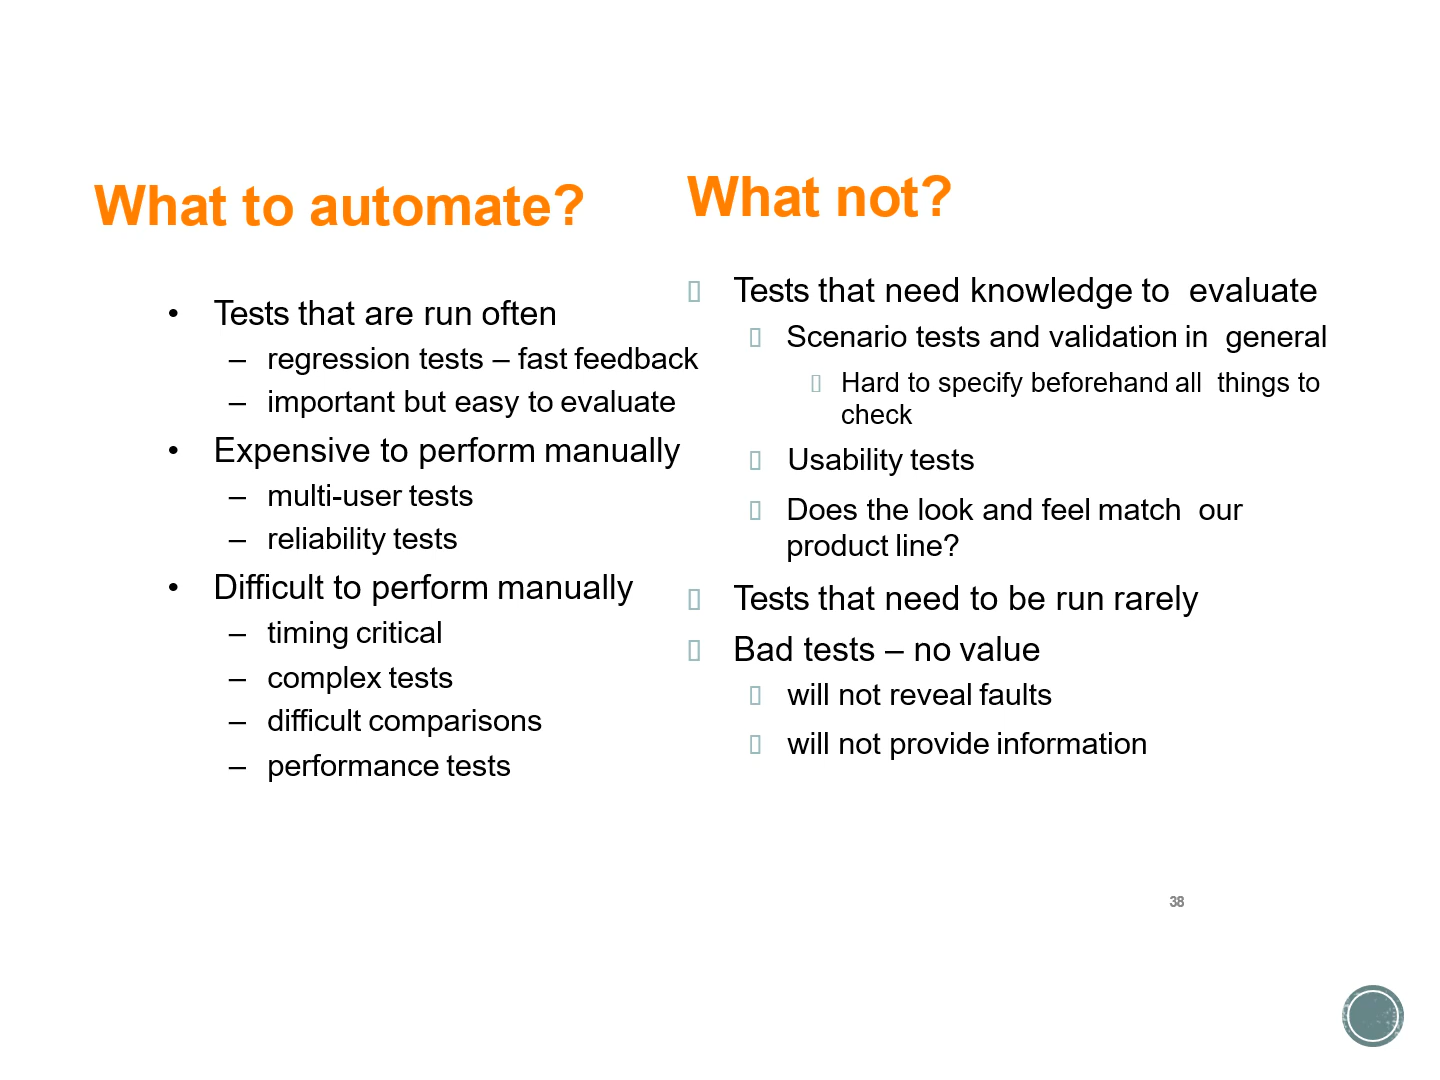 What to automate?
• Tests that are run often
– regression tests – fast feedback
– important but easy to evaluate
• Expensive to perform manually
– multi-user tests
– reliability tests
• Difficult to perform manually
– timing critical
– complex tests
– difficult comparisons
– performance tests
What not?
▯ Tests that need knowledge to evaluate
▯ Scenario tests and validation in general
▯ Hard to specify beforehand all things to
check
▯ Usability tests
▯ Does the look and feel match our
product line?
▯ Tests that need to be run rarely
▯ Bad tests – no value
▯ will not reveal faults
▯ will not provide information
38